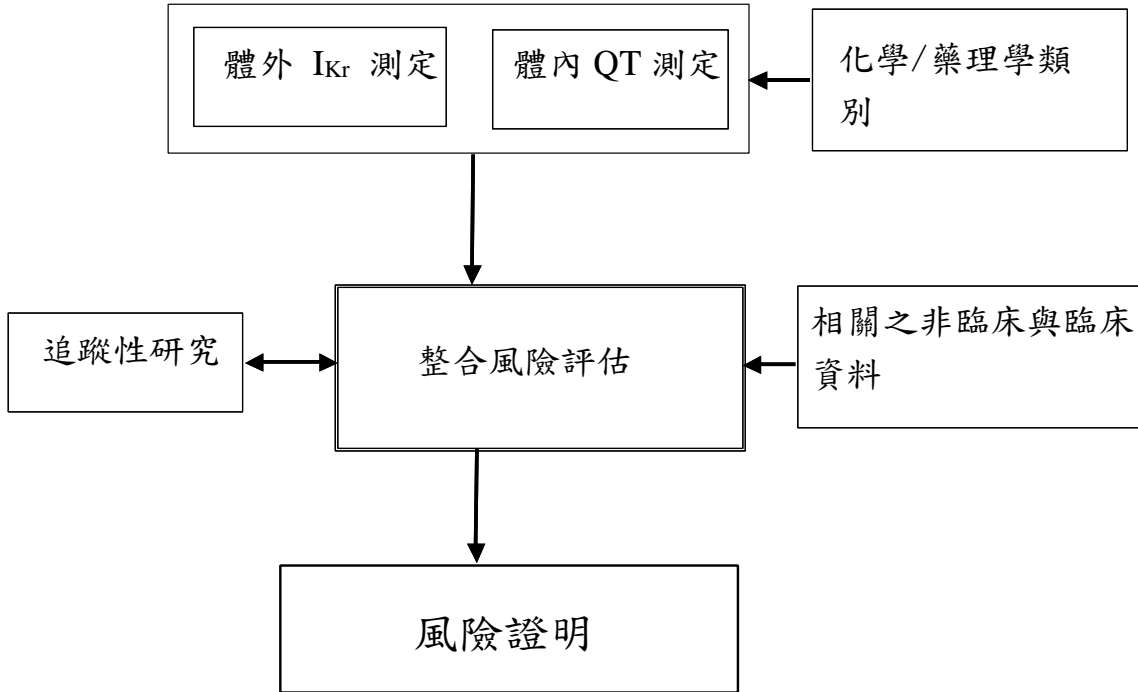 體外 IKr 測定
體內 QT 測定
化學/藥理學類
別
追蹤性研究
整合風險評估
相關之非臨床與臨床
資料
風險證明